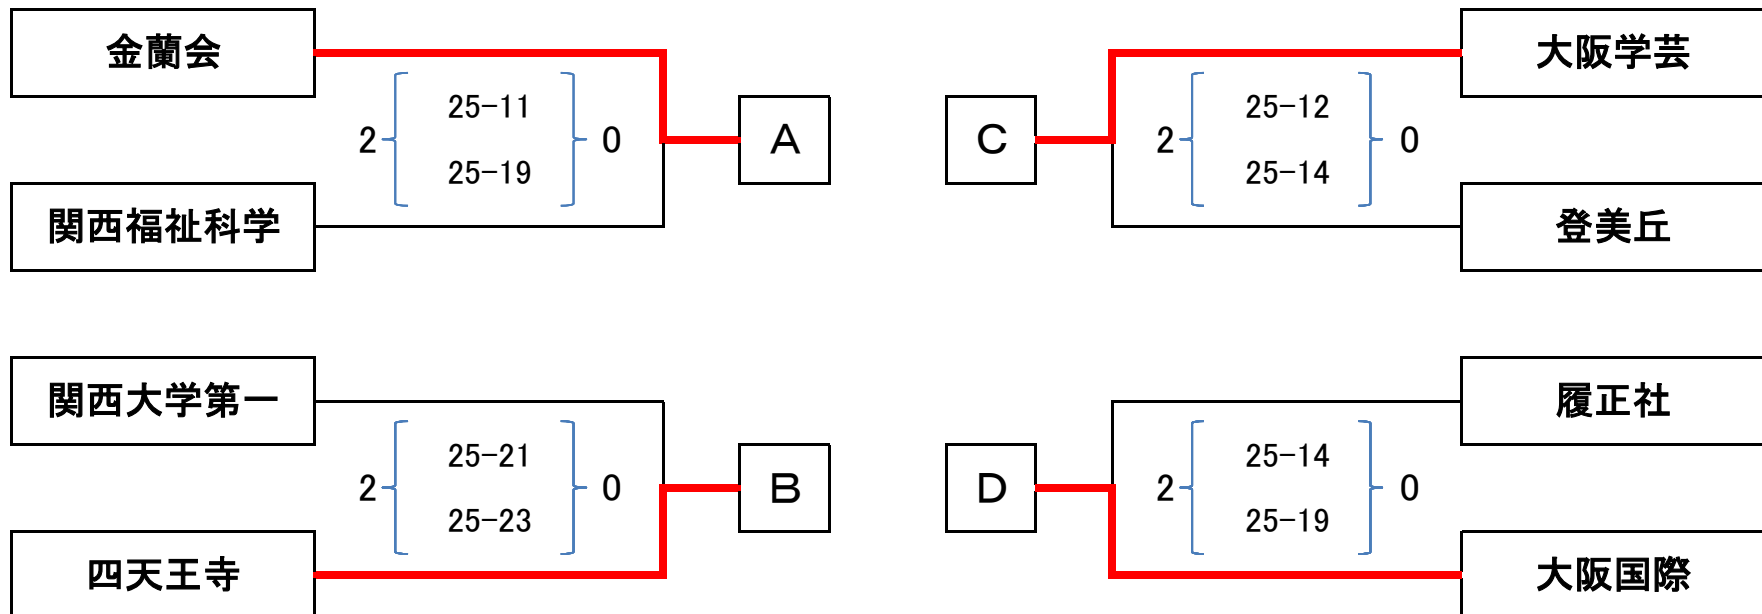 金蘭会
25-11
2
0
25-19
A
関西福祉科学
大阪学芸
25-12
2
0
25-14
C
登美丘
関西大学第一
25-21
2
0
25-23
B
四天王寺
履正社
25-14
2
0
25-19
D
大阪国際